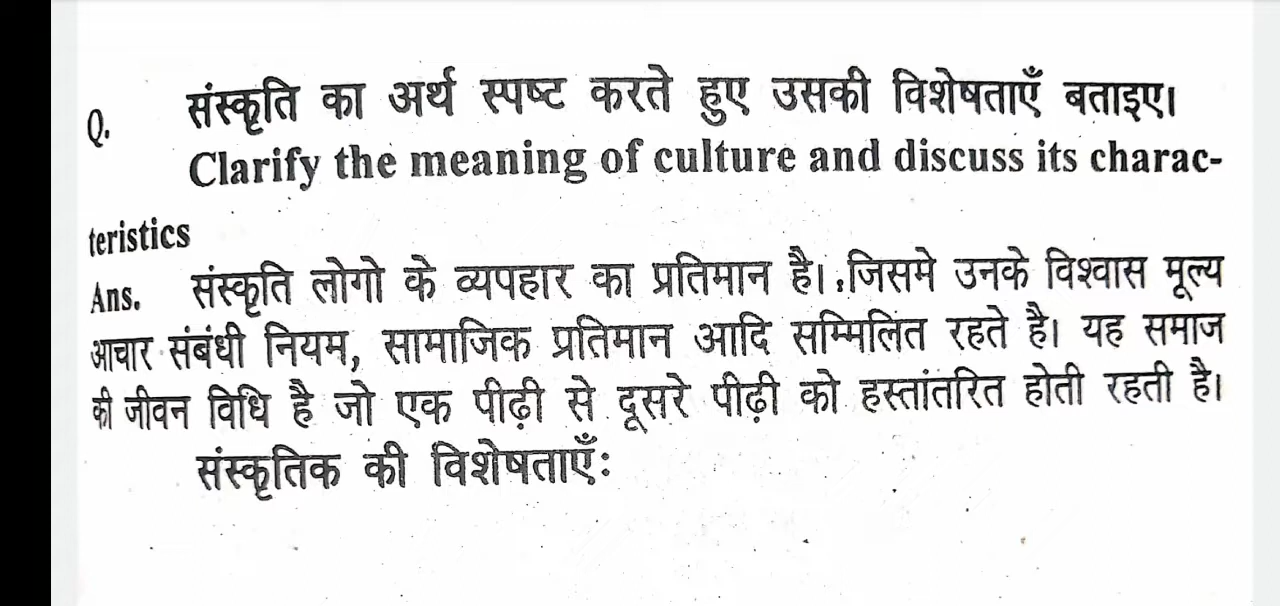 Q. संस्कृति का अर्थ स्पष्ट करते हुए उसकी विशेषताएँ बताइए।
Clarify the meaning of culture and discuss its charac-
teristics
Ans. संस्कृति लोगो के व्यपहार का प्रतिमान है। .जिसमे उनके विश्वास मूल्य
आचार संबंधी नियम, सामाजिक प्रतिमान आदि सम्मिलित रहते है। यह समाज
की जीवन विधि है जो एक पीढ़ी से दूसरे पीढ़ी को हस्तांतरित होती रहती है।
संस्कृतिक की विशेषताएँः